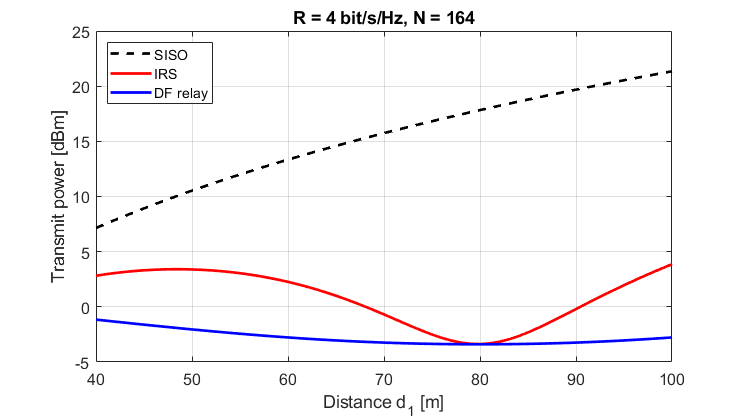 R = 4 bit/s/Hz, N = 164
25
20
15
10
5
0
-5
Transmit power [dBm]
SISO
IRS
DF relay
40
50
60
70
80
90
100
Distance d1 [m]